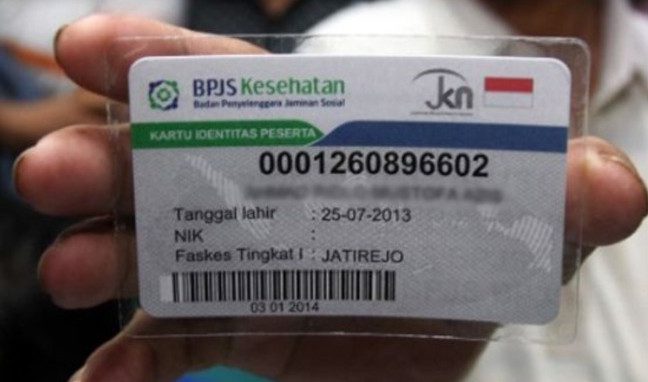 BPJS Kesehatan
Badan Penyelenggara Jaminan Sosial
jkn
KARTU IDENTITAS PESERTA
0001260896602
Tanggal lahir : 25-07-2013
NIK :
Faskes Tingkat I : JATIREJO
03 01 2014